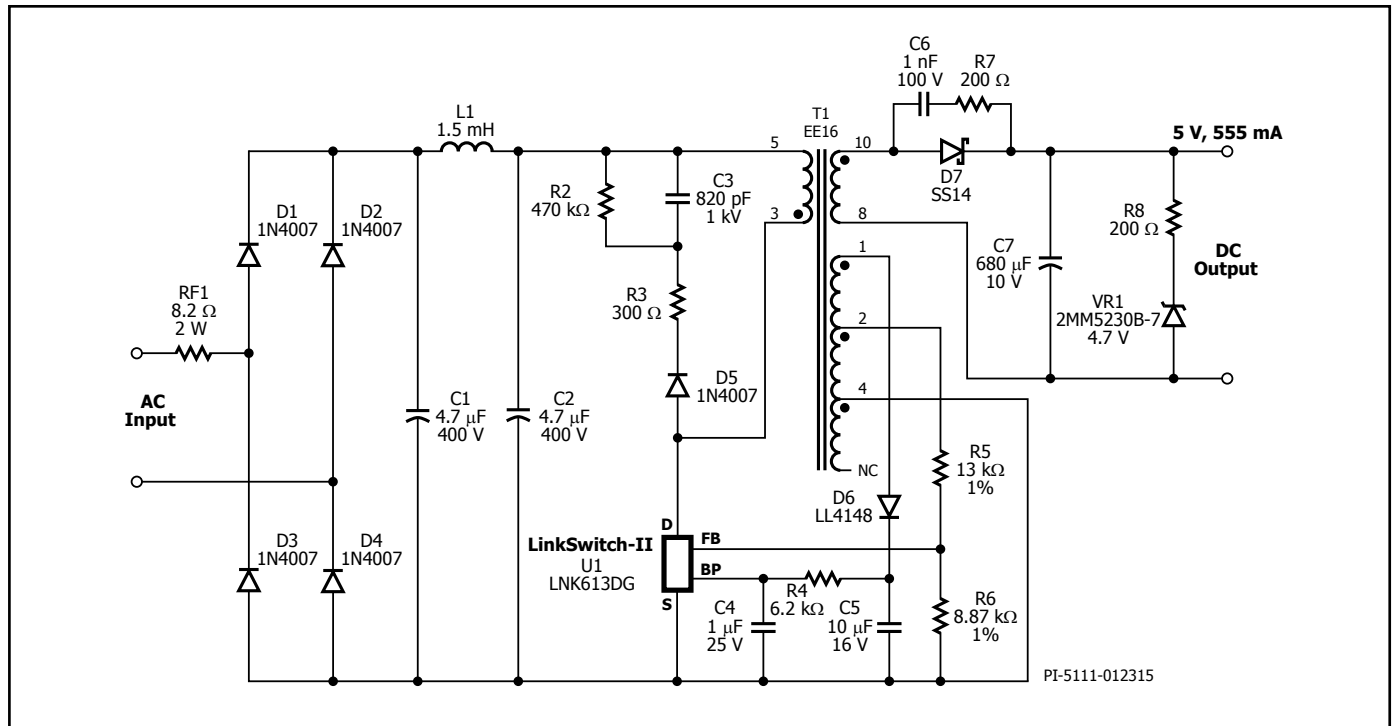 C6
1 nF
100 V
R7
200 Ω
L1
1.5 mH
T1
EE16
5 V, 555 mA
5
10
D7
SS14
R2
470 kΩ
C3
820 pF
1 kV
D1
1N4007
D2
1N4007
3
8
R8
200 Ω
DC
Output
C7
680 μF
10 V
1
RF1
8.2 Ω
2 W
R3
300 Ω
VR1
2MM5230B-7
4.7 V
2
D5
1N4007
4
AC
Input
C1
4.7 μF
400 V
C2
4.7 μF
400 V
NC
R5
13 kΩ
1%
D6
LL4148
D3
1N4007
D4
1N4007
D
LinkSwitch-II
U1
LNK613DG
FB
BP
S
R4
6.2 kΩ
C4
1 μF
25 V
C5
10 μF
16 V
R6
8.87 kΩ
1%
PI-5111-012315